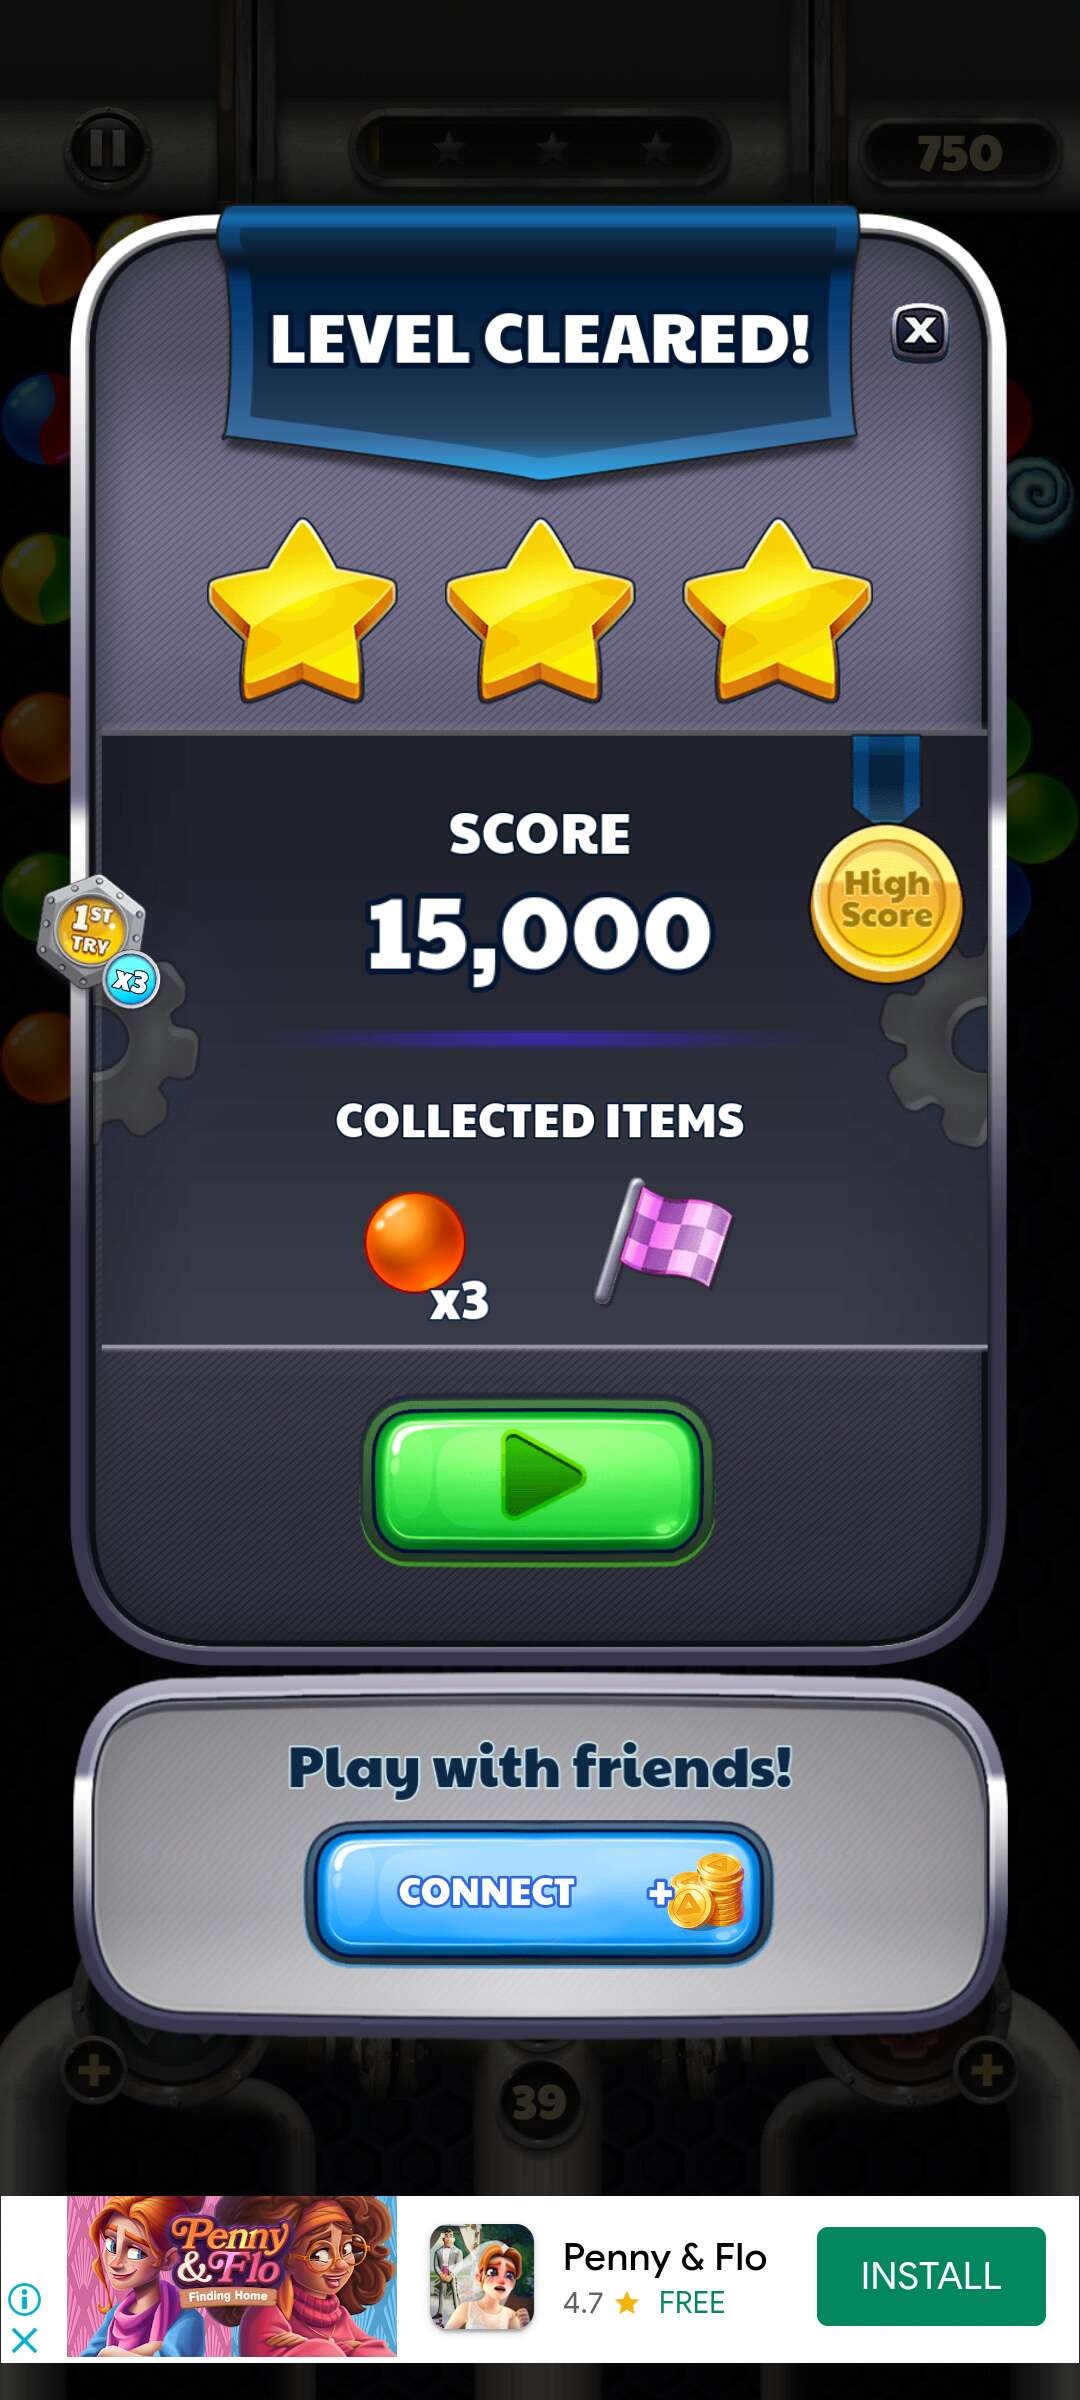 750
LEVEL CLEARED!
X
SCORE
15,000
High
Score
1ST
TRY
x3
COLLECTED ITEMS
x3
Play with friends!
CONNECT +
39
Penny
& Flo
Finding Home
Penny & Flo
4.7 ★ FREE
INSTALL